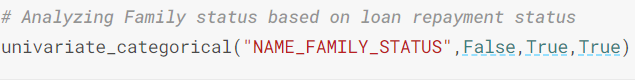 # Analyzing Family status based on loan repayment status
univariate_categorical("NAME_FAMILY_STATUS",False,True,True)